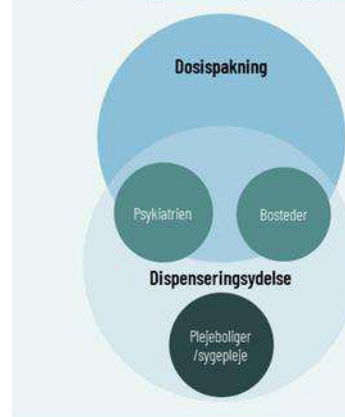 Dosispakning
Psykiatrien
Bosteder
Dispenseringsydelse
Plejeboliger
/sygepleje